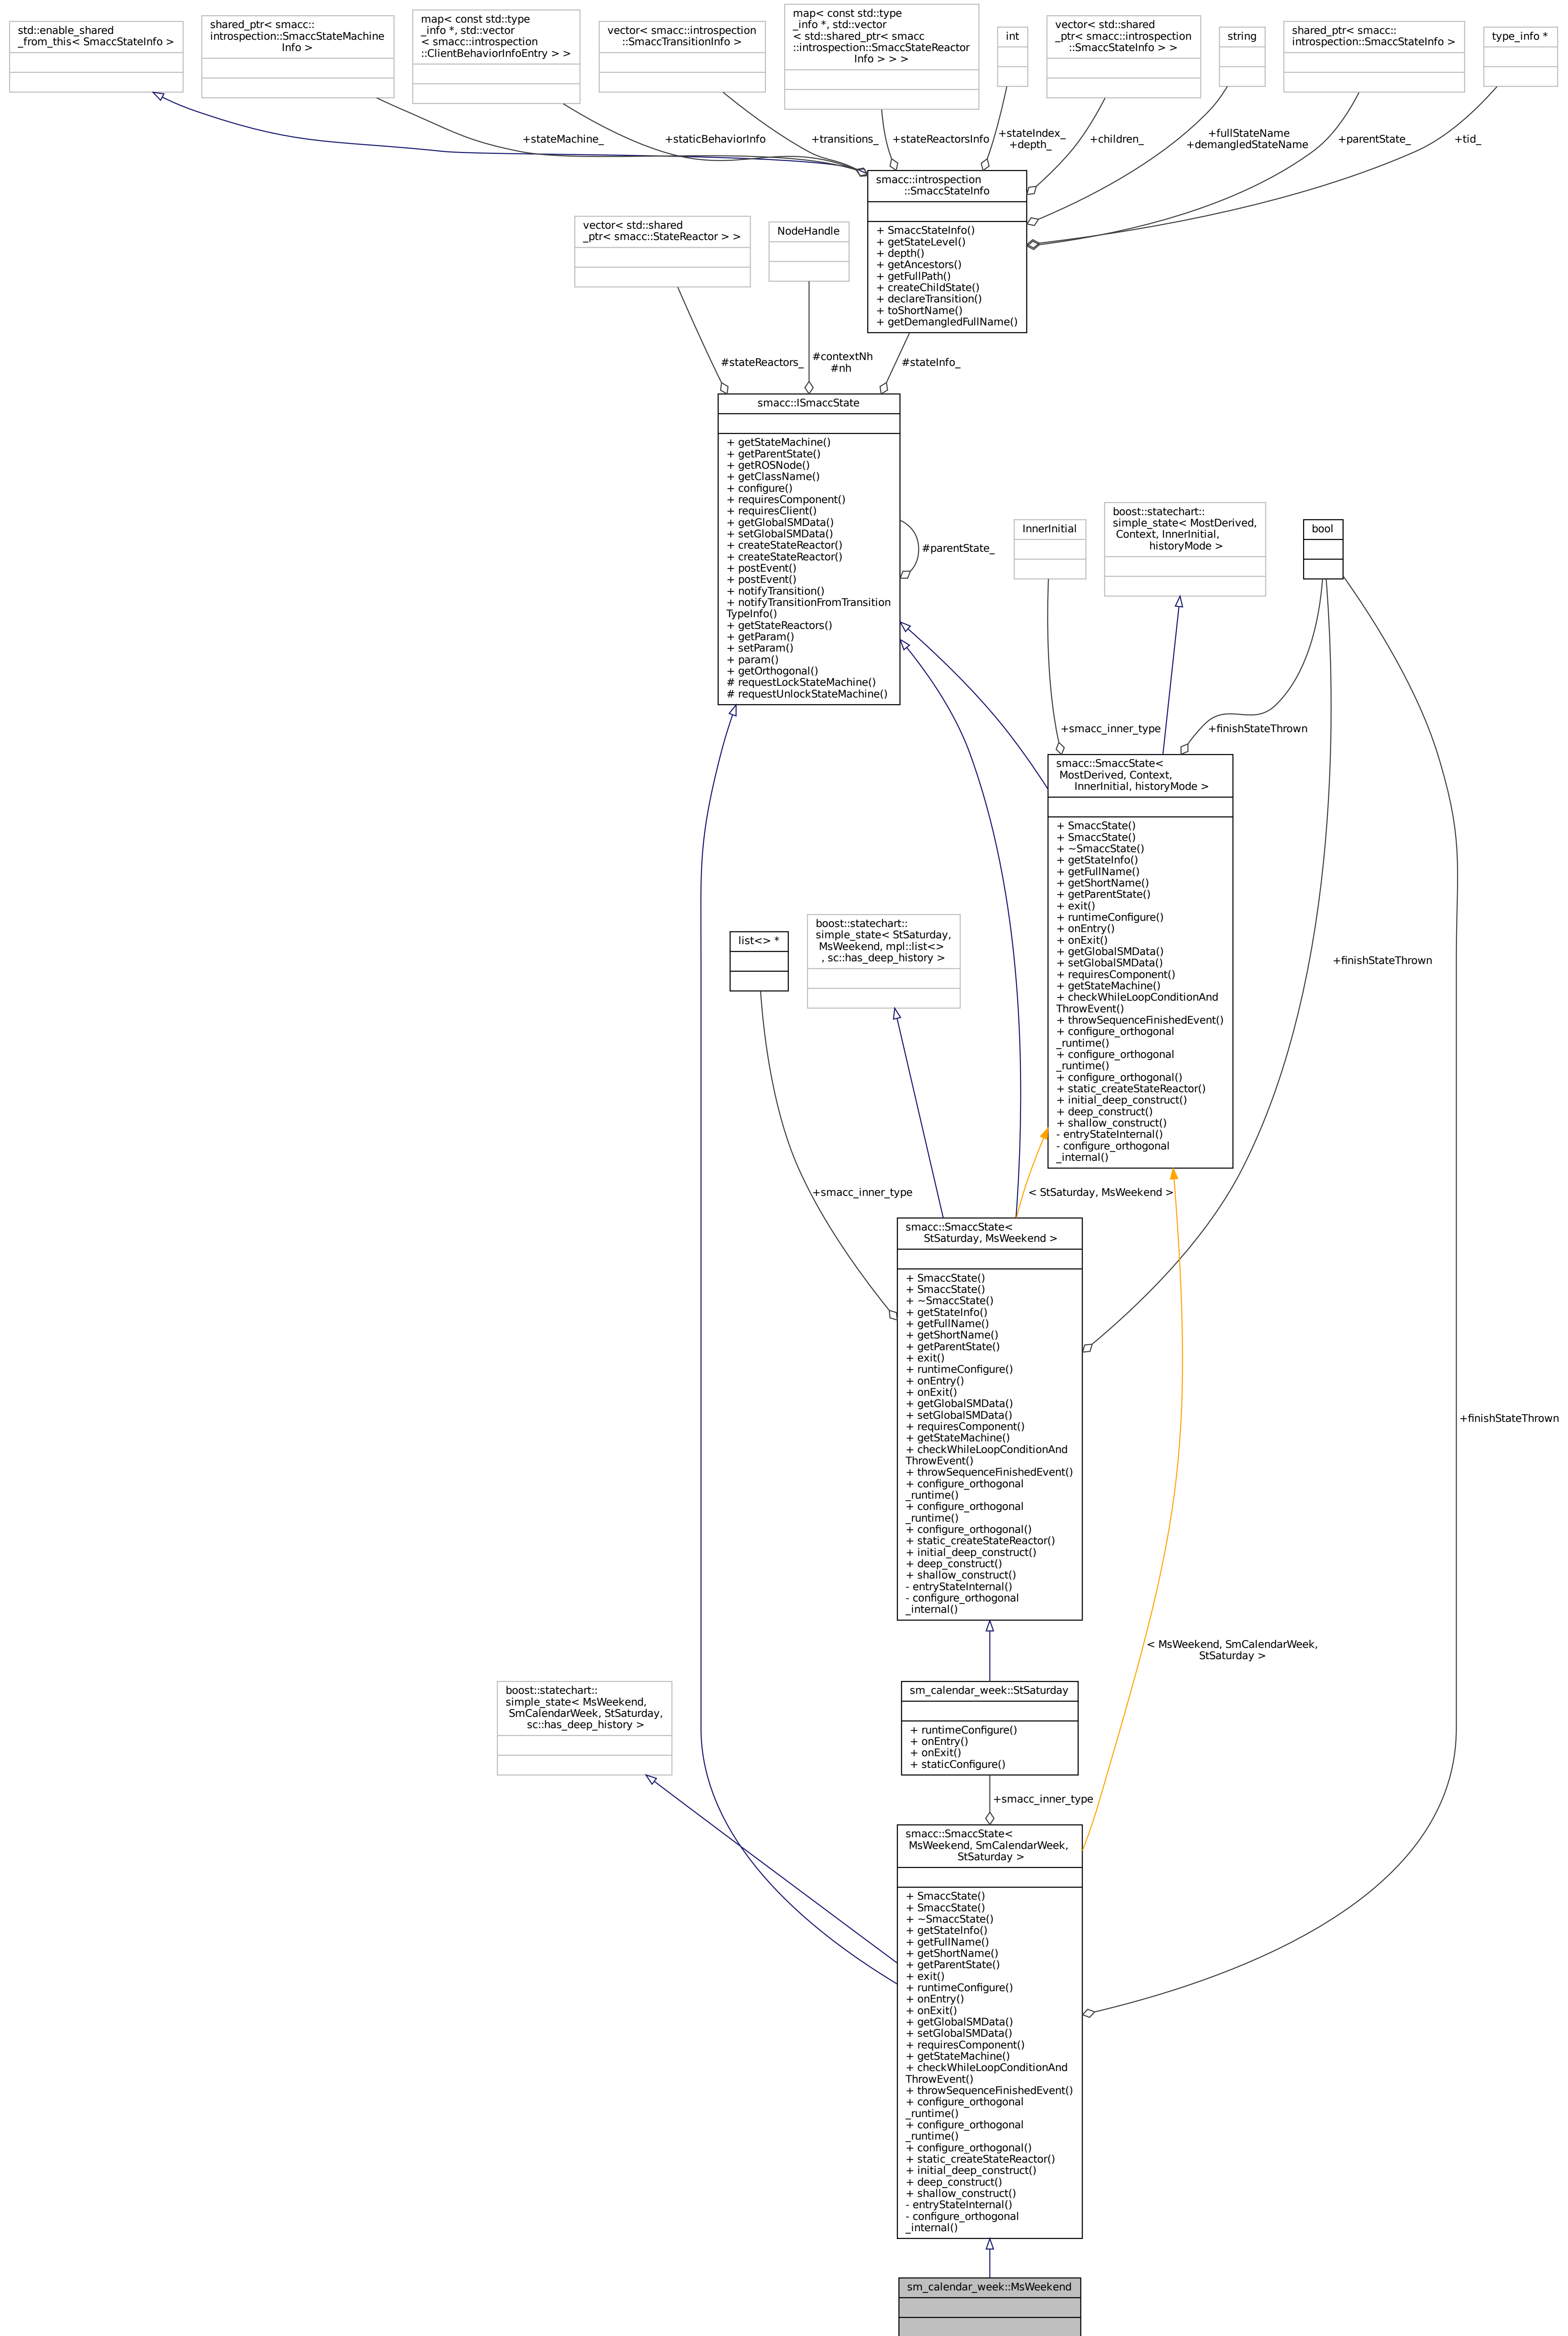 std::enable_shared
_from_this< SmaccStateInfo >
shared_ptr< smacc::
introspection::SmaccStateMachine
Info >
map< const std::type
_info *, std::vector
< smacc::introspection
::ClientBehaviorInfoEntry > >
vector< smacc::introspection
::SmaccTransitionInfo >
map< const std::type
_info *, std::vector
< std::shared_ptr< smacc
::introspection::SmaccStateReactor
Info > > >
int
vector< std::shared
_ptr< smacc::introspection
::SmaccStateInfo > >
string
shared_ptr< smacc::
introspection::SmaccStateInfo >
type_info *
+stateMachine_
+staticBehaviorInfo
+transitions_
+stateReactorsInfo
+stateIndex_
+depth_
+children_
+fullStateName
+demangledStateName
+parentState_
+tid_
smacc::introspection
::SmaccStateInfo
+ SmaccStateInfo()
+ getStateLevel()
+ depth()
+ getAncestors()
+ getFullPath()
+ createChildState()
+ declareTransition()
+ toShortName()
+ getDemangledFullName()
vector< std::shared
_ptr< smacc::StateReactor > >
NodeHandle
#stateReactors_
#contextNh
#nh
#stateInfo_
smacc::ISmaccState
+ getStateMachine()
+ getParentState()
+ getROSNode()
+ getClassName()
+ configure()
+ requiresComponent()
+ requiresClient()
+ getGlobalSMData()
+ setGlobalSMData()
+ createStateReactor()
+ createStateReactor()
+ postEvent()
+ postEvent()
+ notifyTransition()
+ notifyTransitionFromTransition
TypeInfo()
+ getStateReactors()
+ getParam()
+ setParam()
+ param()
+ getOrthogonal()
# requestLockStateMachine()
# requestUnlockStateMachine()
#parentState_
InnerInitial
boost::statechart::
simple_state< MostDerived,
Context, InnerInitial,
historyMode >
bool
+smacc_inner_type
+finishStateThrown
smacc::SmaccState<
MostDerived, Context,
InnerInitial, historyMode >
+ SmaccState()
+ SmaccState()
+ ~SmaccState()
+ getStateInfo()
+ getFullName()
+ getShortName()
+ getParentState()
+ exit()
+ runtimeConfigure()
+ onEntry()
+ onExit()
+ getGlobalSMData()
+ setGlobalSMData()
+ requiresComponent()
+ getStateMachine()
+ checkWhileLoopConditionAnd
ThrowEvent()
+ throwSequenceFinishedEvent()
+ configure_orthogonal
_runtime()
+ configure_orthogonal
_runtime()
+ configure_orthogonal()
+ static_createStateReactor()
+ initial_deep_construct()
+ deep_construct()
+ shallow_construct()
- entryStateInternal()
- configure_orthogonal
_internal()
list<> *
boost::statechart::
simple_state< StSaturday,
MsWeekend, mpl::list<>
, sc::has_deep_history >
+finishStateThrown
+smacc_inner_type
< StSaturday, MsWeekend >
smacc::SmaccState<
StSaturday, MsWeekend >
+ SmaccState()
+ SmaccState()
+ ~SmaccState()
+ getStateInfo()
+ getFullName()
+ getShortName()
+ getParentState()
+ exit()
+ runtimeConfigure()
+ onEntry()
+ onExit()
+ getGlobalSMData()
+ setGlobalSMData()
+ requiresComponent()
+ getStateMachine()
+ checkWhileLoopConditionAnd
ThrowEvent()
+ throwSequenceFinishedEvent()
+ configure_orthogonal
_runtime()
+ configure_orthogonal
_runtime()
+ configure_orthogonal()
+ static_createStateReactor()
+ initial_deep_construct()
+ deep_construct()
+ shallow_construct()
- entryStateInternal()
- configure_orthogonal
_internal()
+finishStateThrown
< MsWeekend, SmCalendarWeek,
StSaturday >
boost::statechart::
simple_state< MsWeekend,
SmCalendarWeek, StSaturday,
sc::has_deep_history >
sm_calendar_week::StSaturday
+ runtimeConfigure()
+ onEntry()
+ onExit()
+ staticConfigure()
+smacc_inner_type
smacc::SmaccState<
MsWeekend, SmCalendarWeek,
StSaturday >
+ SmaccState()
+ SmaccState()
+ ~SmaccState()
+ getStateInfo()
+ getFullName()
+ getShortName()
+ getParentState()
+ exit()
+ runtimeConfigure()
+ onEntry()
+ onExit()
+ getGlobalSMData()
+ setGlobalSMData()
+ requiresComponent()
+ getStateMachine()
+ checkWhileLoopConditionAnd
ThrowEvent()
+ throwSequenceFinishedEvent()
+ configure_orthogonal
_runtime()
+ configure_orthogonal
_runtime()
+ configure_orthogonal()
+ static_createStateReactor()
+ initial_deep_construct()
+ deep_construct()
+ shallow_construct()
- entryStateInternal()
- configure_orthogonal
_internal()
sm_calendar_week::MsWeekend